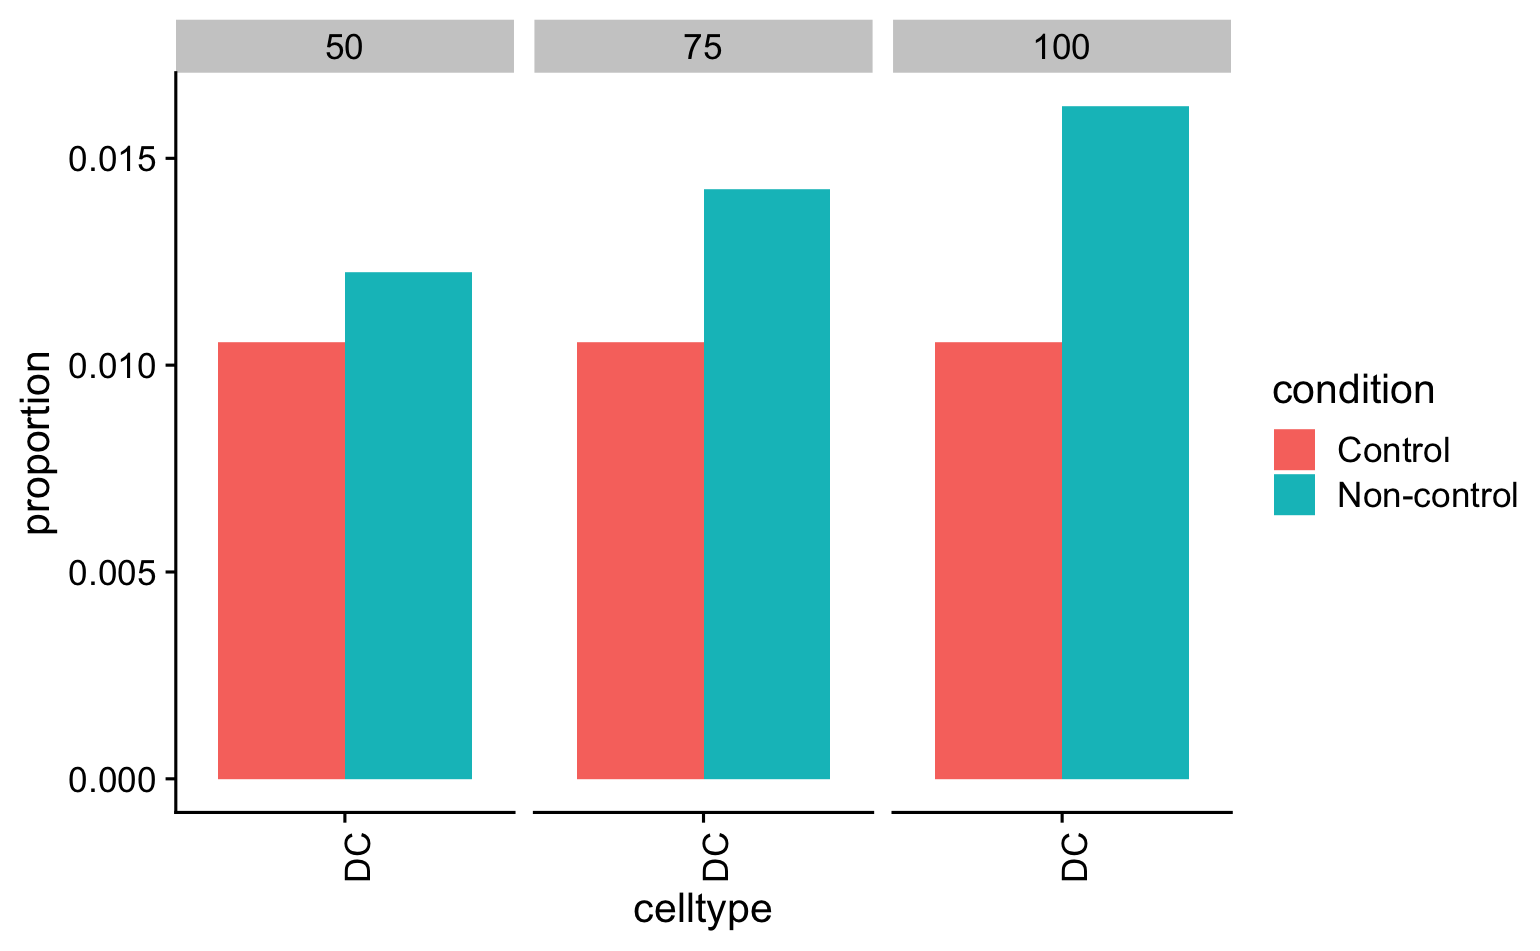 50 75 100
0.015
0.010
0.005
0.000
proportion
DC DC DC
celltype
condition
Control
Non-control